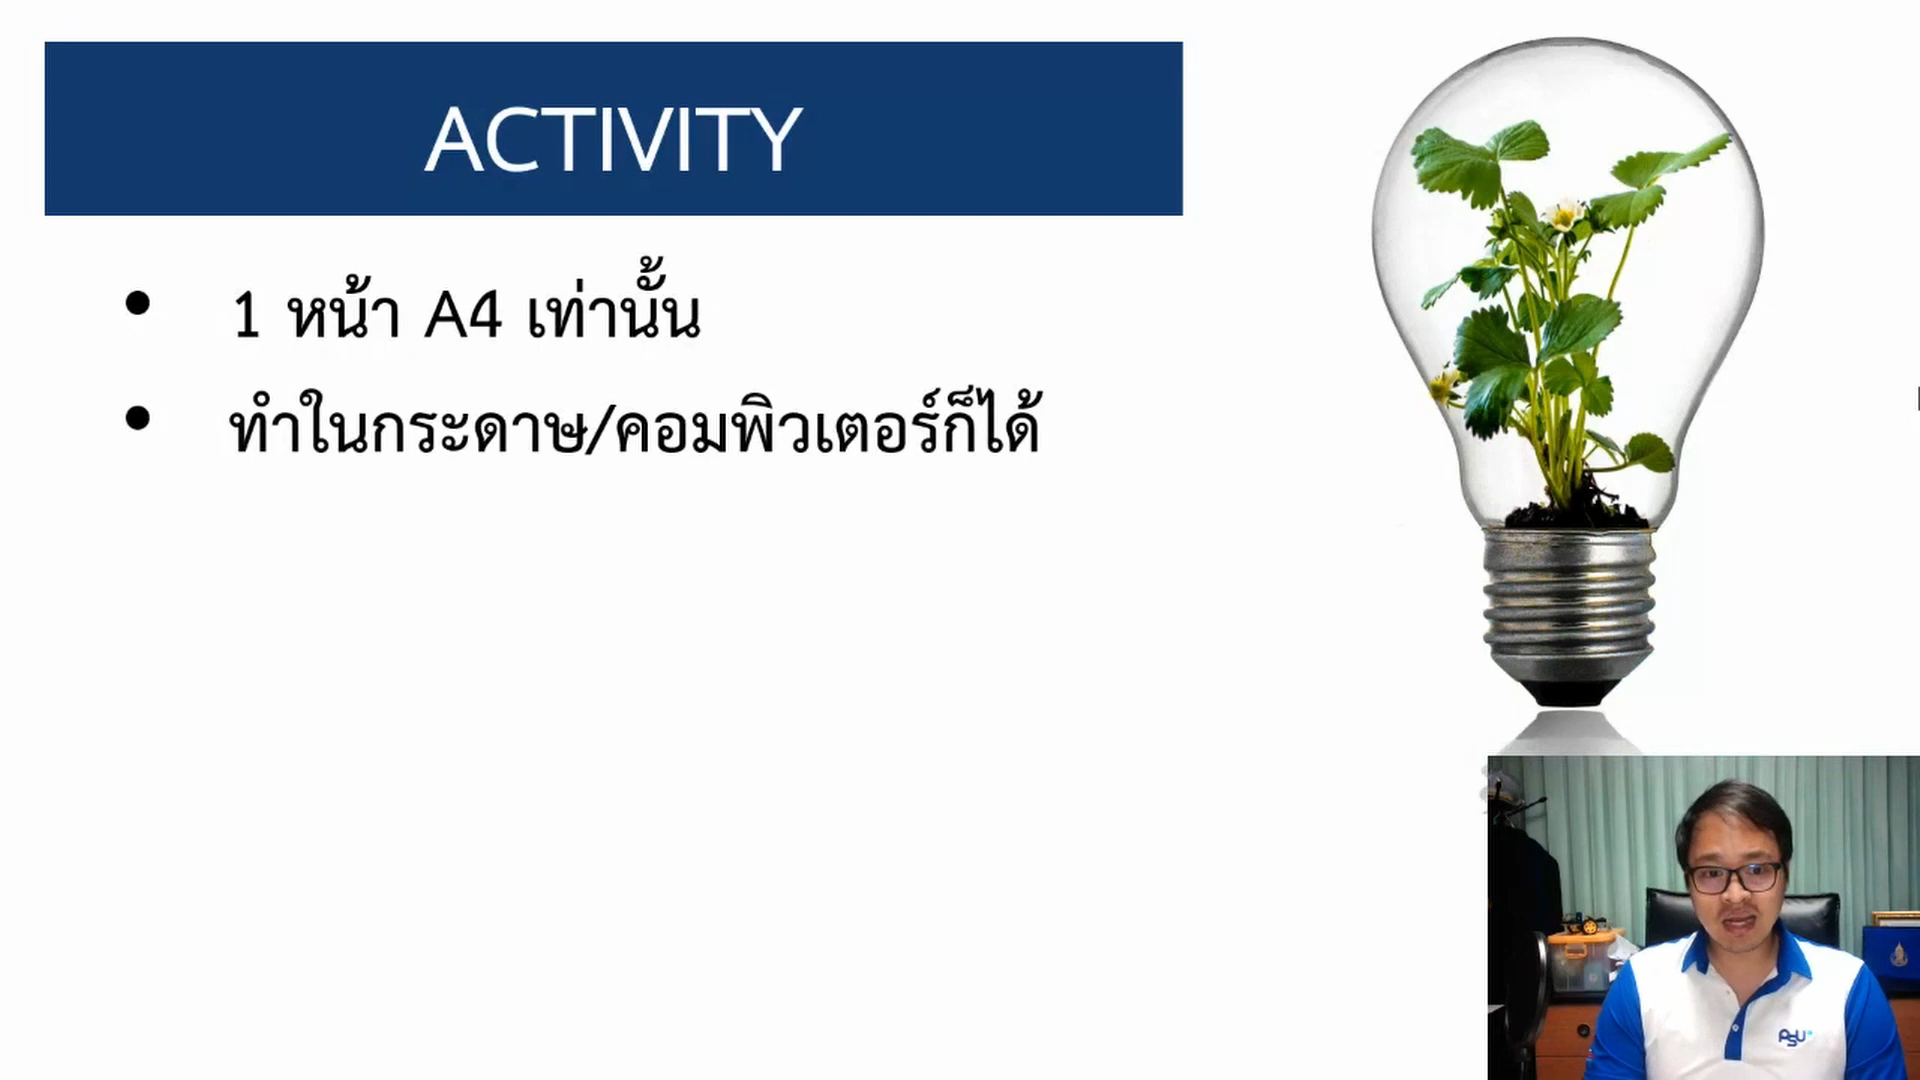 ACTIVITY
• 1 หน้า A4 เท่านั้น
• ทำในกระดาษ/คอมพิวเตอร์ก็ได้
PSU